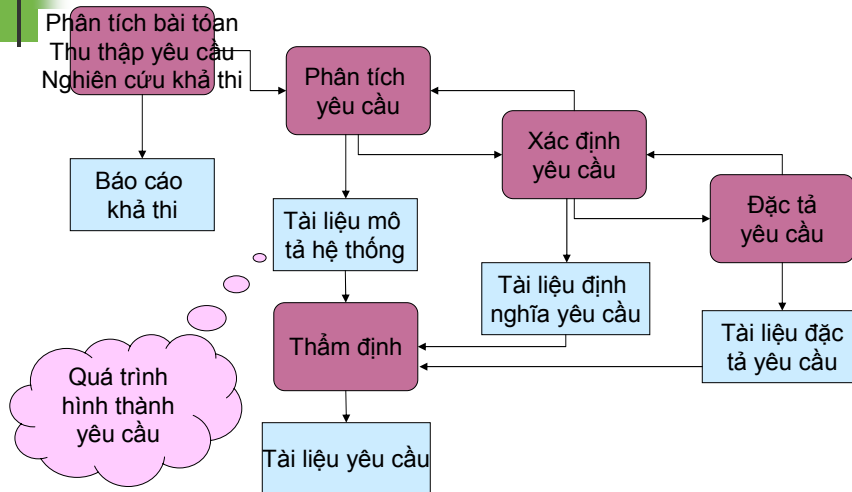 Phân tích bài tóan
Thu thập yêu cầu
Nghiên cứu khả thi
Phân tích
yêu cầu
Xác định
yêu cầu
Đặc tả
yêu cầu
Báo cáo
khả thi
Tài liệu mô
tả hệ thống
Tài liệu định
nghĩa yêu cầu
Tài liệu đặc
tả yêu cầu
Thẩm định
Quá trình
hình thành
yêu cầu
Tài liệu yêu cầu